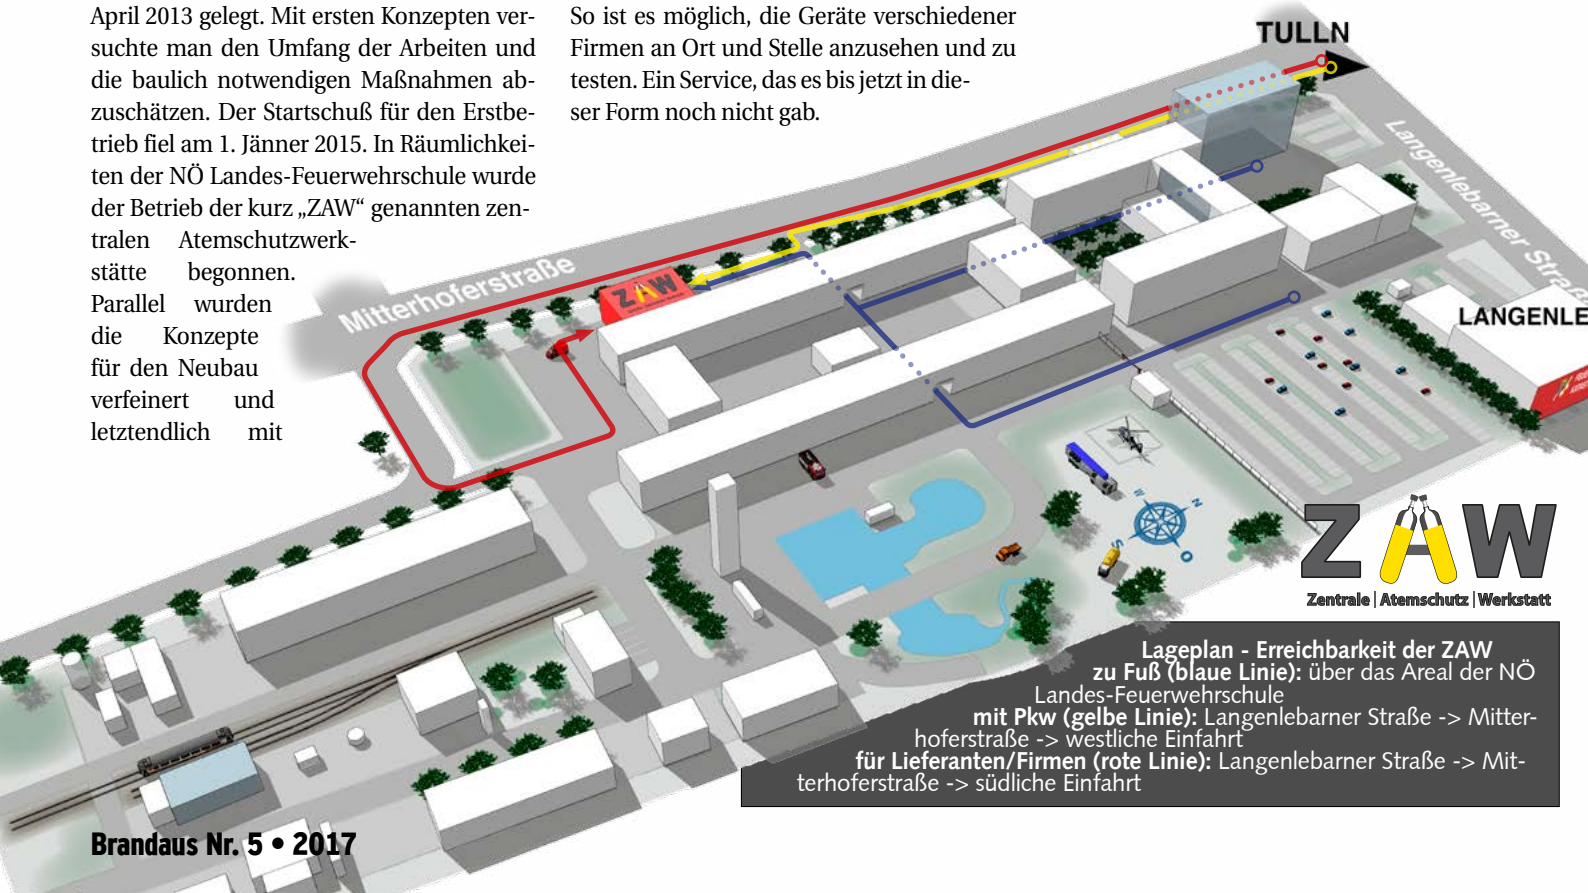 April 2013 gelegt. Mit ersten Konzepten ver-
suchte man den Umfang der Arbeiten und
die baulich notwendigen Maßnahmen ab-
zuschätzen. Der Startschuß für den Erstbe-
trieb fiel am 1. Jänner 2015. In Räumlichkei-
ten der NÖ Landes-Feuerwehrschule wurde
der Betrieb der kurz „ZAW“ genannten zen-
tralen Atemschutzwerk-
stätte begonnen.
Parallel wurden
die Konzepte
für den Neubau
verfeinert und
letztendlich mit
So ist es möglich, die Geräte verschiedener
Firmen an Ort und Stelle anzusehen und zu
testen. Ein Service, das es bis jetzt in die-
ser Form noch nicht gab.
TULLN
Langenlebarner Straße
Mitterhoferstraße
ZAW
LANGENLE
W
N
S
O
ZAW
Zentrale | Atemschutz | Werkstatt
Lageplan - Erreichbarkeit der ZAW
zu Fuß (blaue Linie): über das Areal der NÖ
Landes-Feuerwehrschule
mit Pkw (gelbe Linie): Langenlebarner Straße -> Mitter-
hoferstraße -> westliche Einfahrt
für Lieferanten/Firmen (rote Linie): Langenlebarner Straße -> Mit-
terhoferstraße -> südliche Einfahrt
Brandaus Nr. 5 • 2017